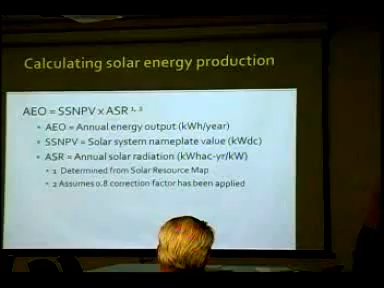 Calculating solar energy production
AEO = SSNPV x ASR 1, 2
AEO = Annual energy output (kWh/year)
SSNPV = Solar system nameplate value (kWdc)
ASR = Annual solar radiation (kWhac-yr/kW)
1 Determined from Solar Resource Map
2 Assumes 0.8 correction factor has been applied